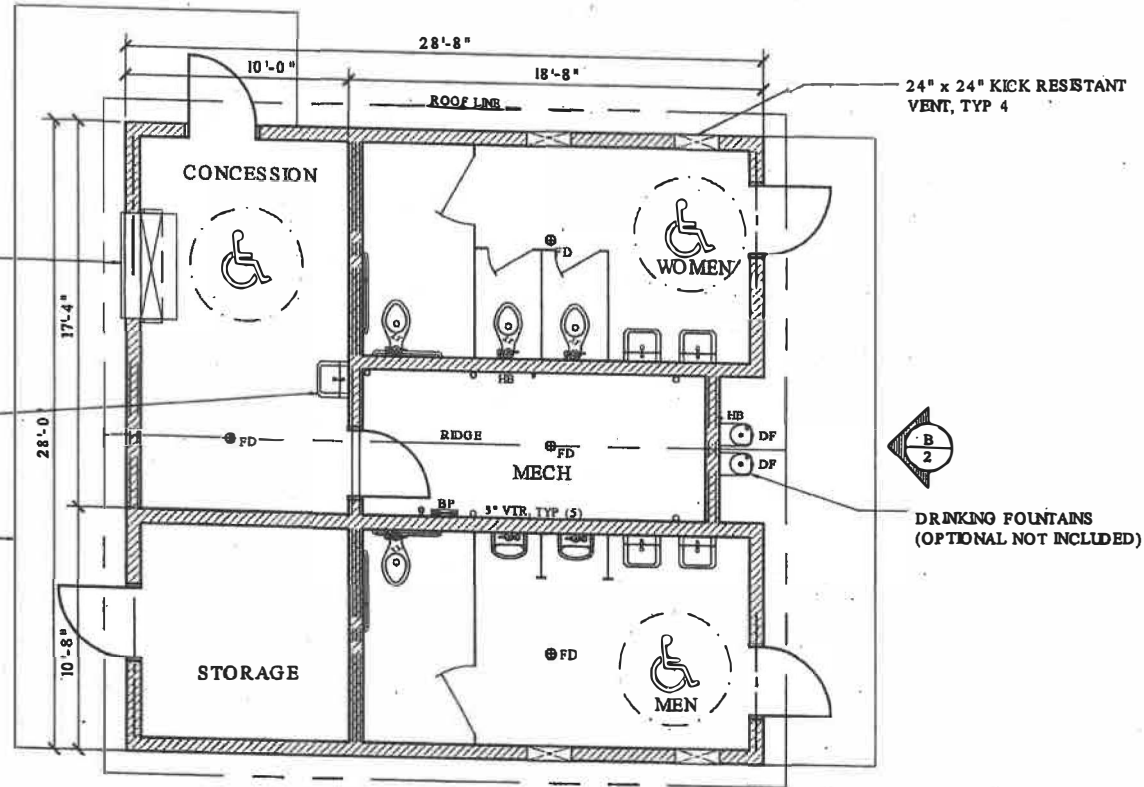 28'-8"
10'-0"
18'-8"
ROOF LINE
24" x 24" KICK RESISTANT
VENT, TYP 4
CONCESSION
FD
WOMEN
17'-4"
28'-0
HB
HB
FD
RIDGE
FD
DF
DF
B
2
MECH
BP
3" VTR, TYP (5)
DRINKING FOUNTAINS
(OPTIONAL NOT INCLUDED)
10'-8"
STORAGE
FD
MEN